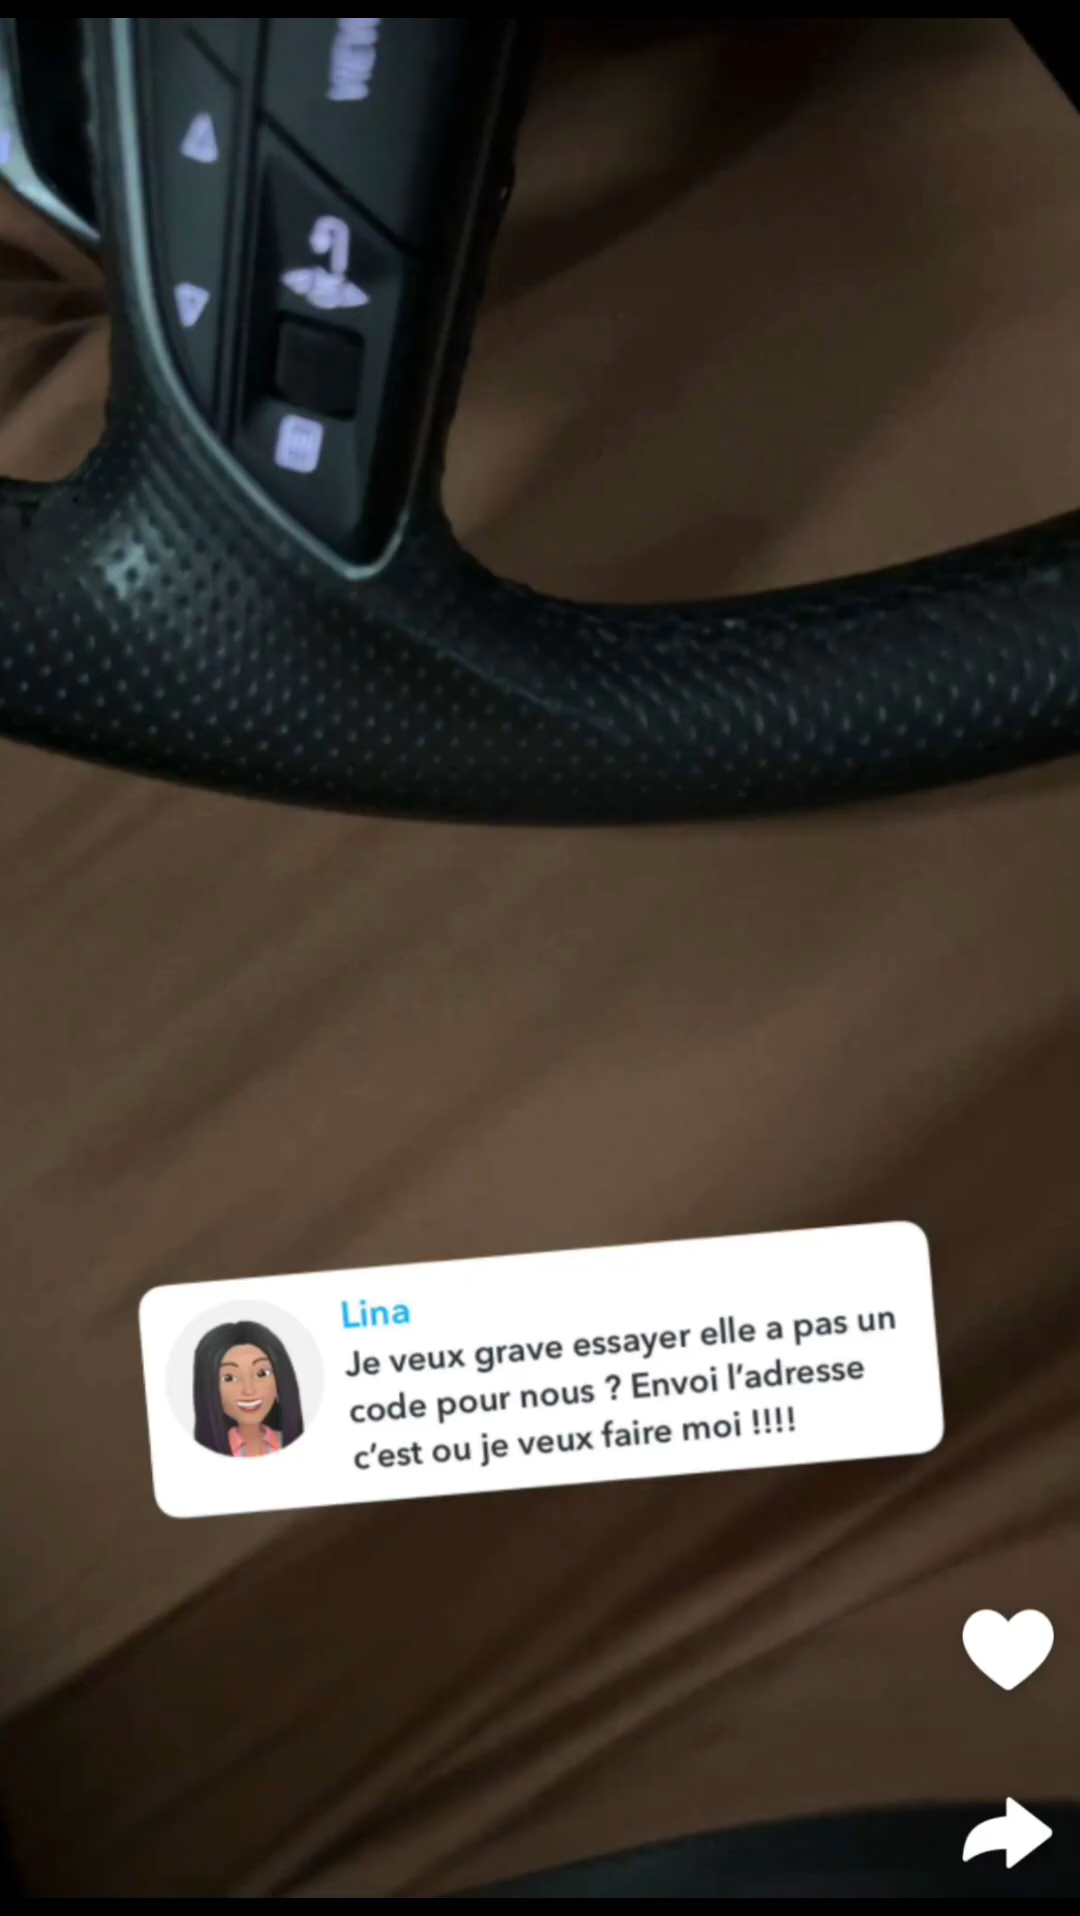 Lina
Je veux grave essayer elle a pas un
code pour nous ? Envoi l’adresse
c’est ou je veux faire moi !!!!